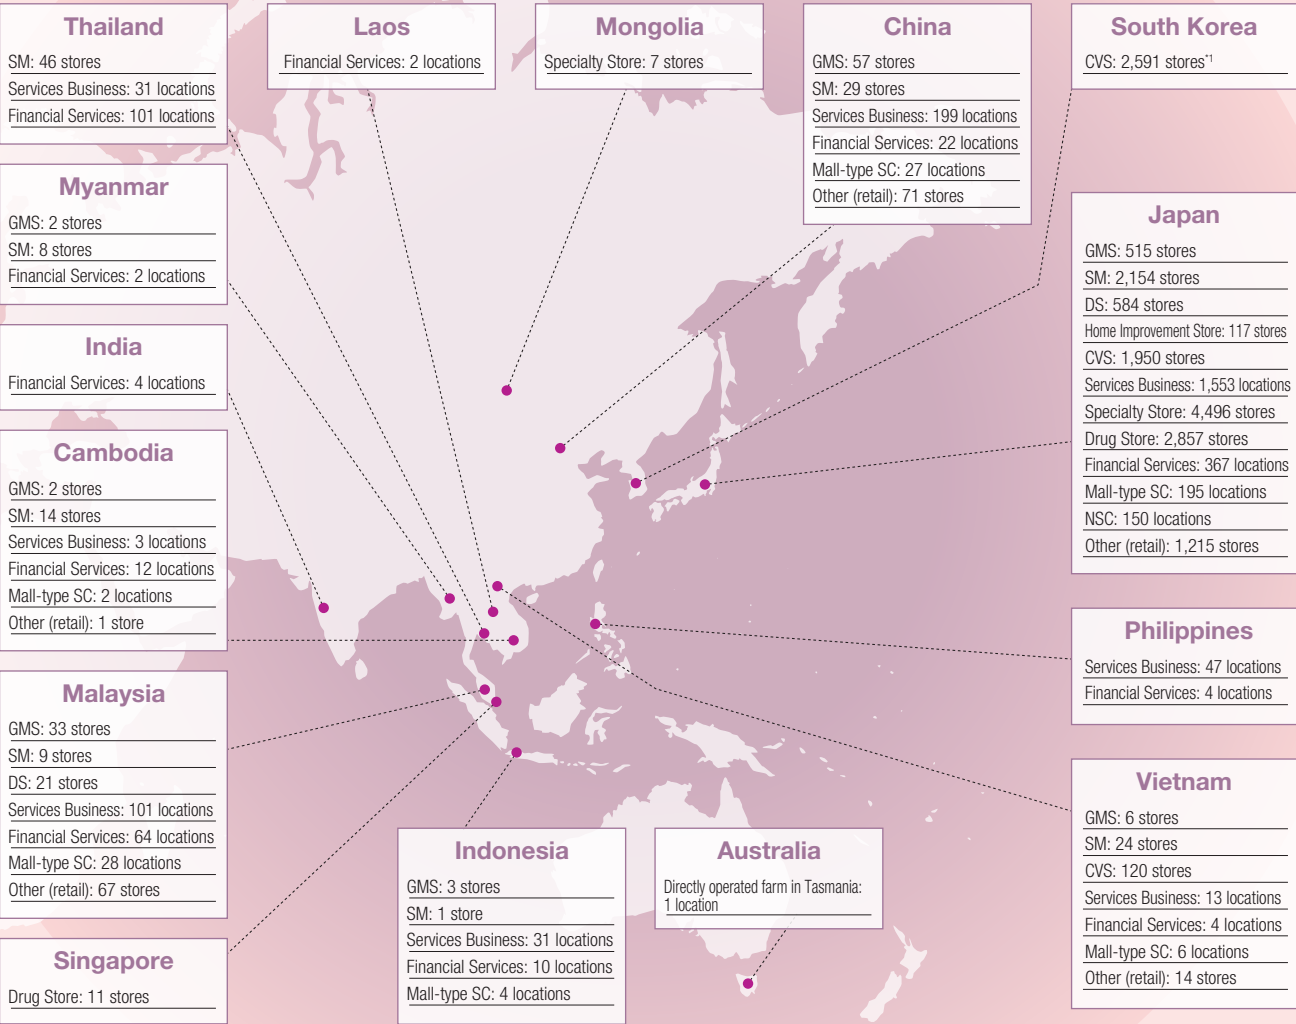 Thailand
SM: 46 stores
Services Business: 31 locations
Financial Services: 101 locations
Laos
Financial Services: 2 locations
Mongolia
Specialty Store: 7 stores
China
GMS: 57 stores
SM: 29 stores
Services Business: 199 locations
Financial Services: 22 locations
Mall-type SC: 27 locations
Other (retail): 71 stores
South Korea
CVS: 2,591 stores*1
Myanmar
GMS: 2 stores
SM: 8 stores
Financial Services: 2 locations
India
Financial Services: 4 locations
Cambodia
GMS: 2 stores
SM: 14 stores
Services Business: 3 locations
Financial Services: 12 locations
Mall-type SC: 2 locations
Other (retail): 1 store
Malaysia
GMS: 33 stores
SM: 9 stores
DS: 21 stores
Services Business: 101 locations
Financial Services: 64 locations
Mall-type SC: 28 locations
Other (retail): 67 stores
Singapore
Drug Store: 11 stores
Indonesia
GMS: 3 stores
SM: 1 store
Services Business: 31 locations
Financial Services: 10 locations
Mall-type SC: 4 locations
Australia
Directly operated farm in Tasmania:
1 location
Japan
GMS: 515 stores
SM: 2,154 stores
DS: 584 stores
Home Improvement Store: 117 stores
CVS: 1,950 stores
Services Business: 1,553 locations
Specialty Store: 4,496 stores
Drug Store: 2,857 stores
Financial Services: 367 locations
Mall-type SC: 195 locations
NSC: 150 locations
Other (retail): 1,215 stores
Philippines
Services Business: 47 locations
Financial Services: 4 locations
Vietnam
GMS: 6 stores
SM: 24 stores
CVS: 120 stores
Services Business: 13 locations
Financial Services: 4 locations
Mall-type SC: 6 locations
Other (retail): 14 stores